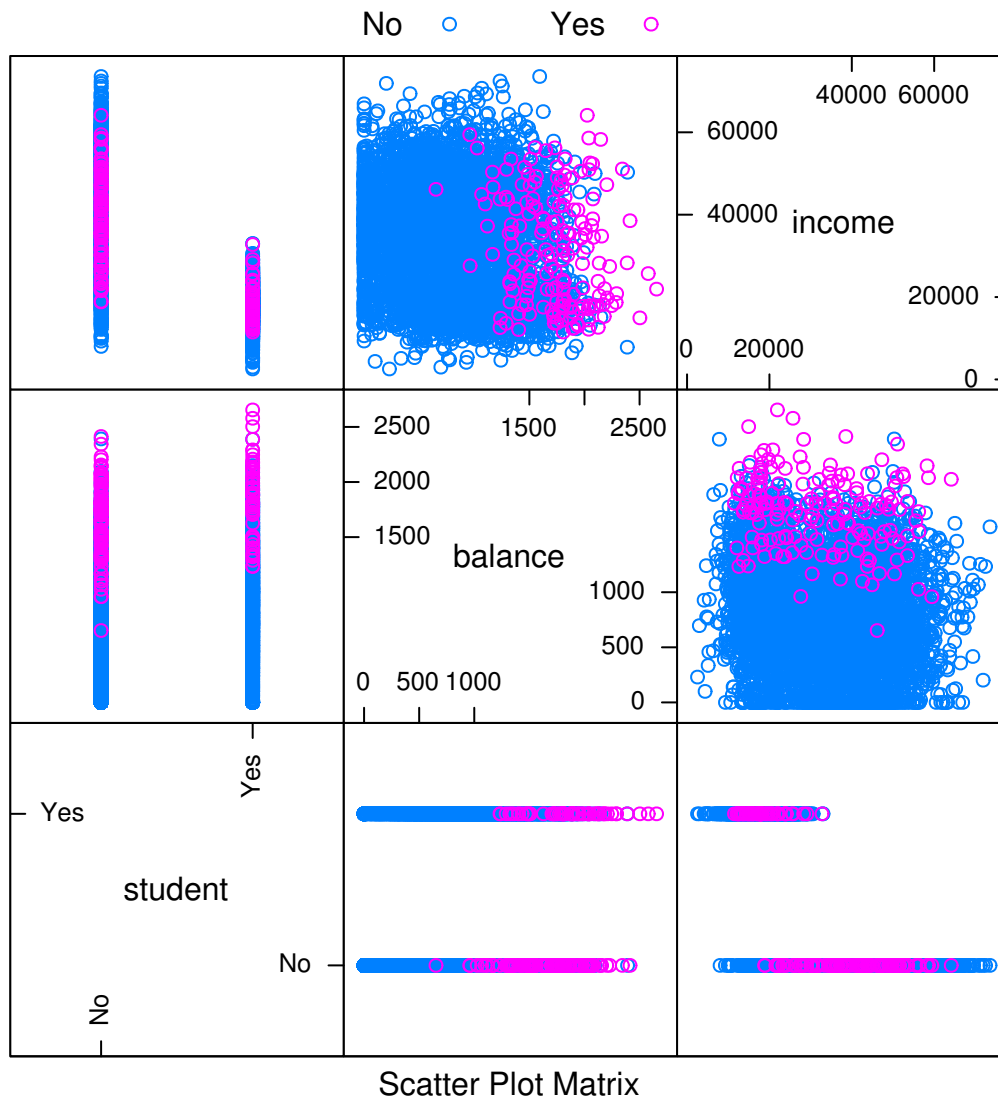 No Yes
40000 60000
60000
40000
income
20000
0 20000
0
2500
1500 2500
2000
1500
balance
1000
500
0 500 1000
0
Yes
Yes
student
No
No
Scatter Plot Matrix